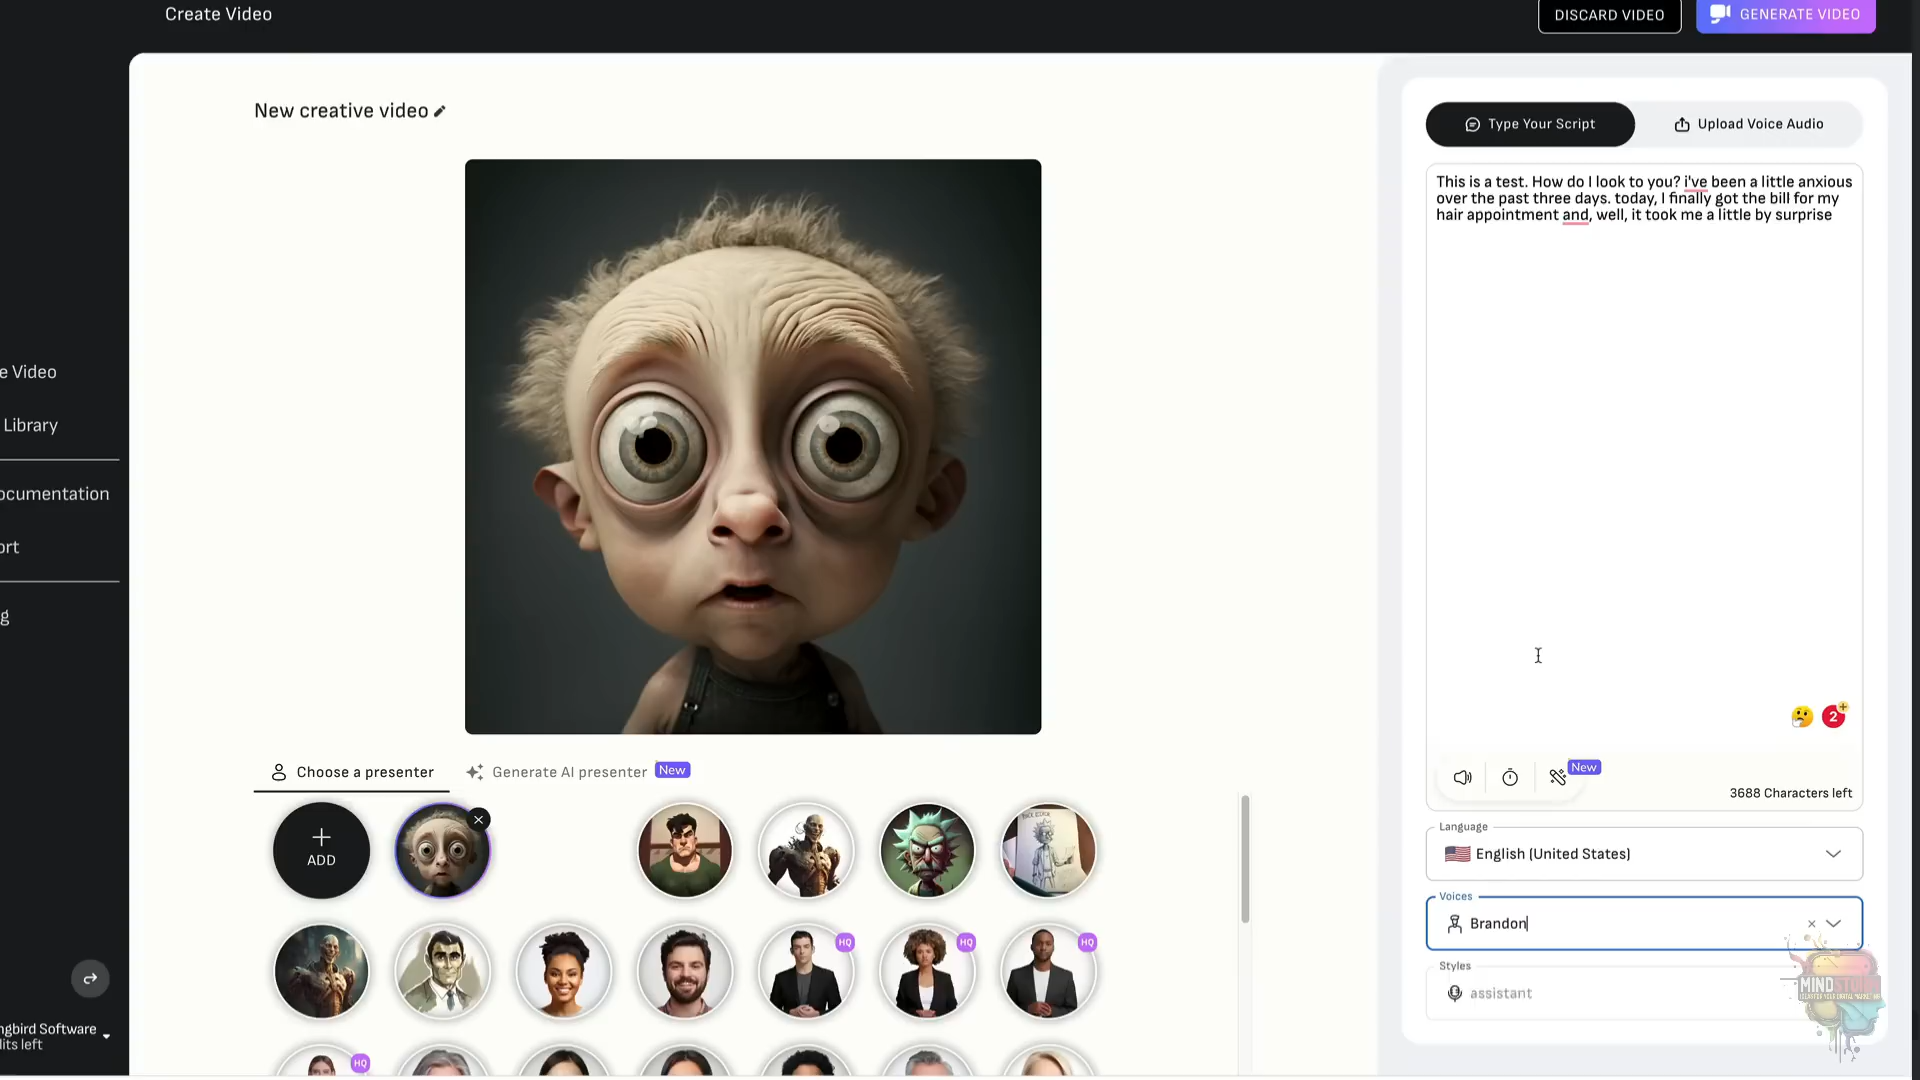 Create Video
DISCARD VIDEO
GENERATE VIDEO
New creative video
Type Your Script
Upload Voice Audio
This is a test. How do I look to you? i've been a little anxious
over the past three days. today, I finally got the bill for my
hair appointment and, well, it took me a little by surprise
e Video
Library
ocumentation
ort
g
2
New
3688 Characters left
Choose a presenter
Generate AI presenter
New
ADD
HQ
HQ
HQ
HQ
Language
English (United States)
Voices
Brandon
Styles
assistant
ngbird Software
dits left